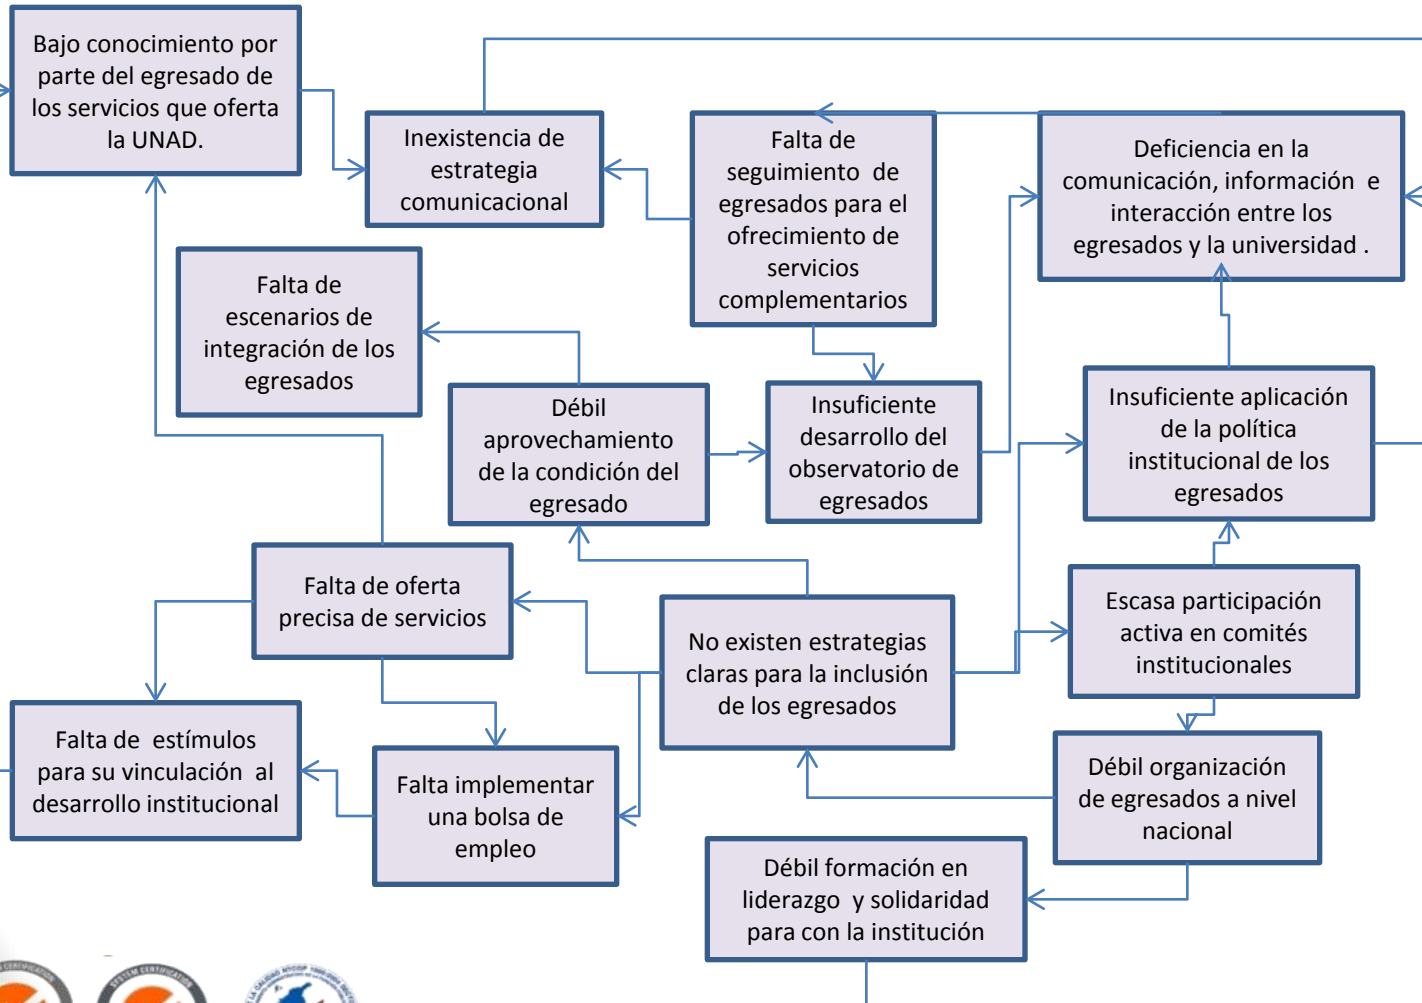 Bajo conocimiento por
parte del egresado de
los servicios que oferta
la UNAD.
Inexistencia de
estrategia
comunicacional
Falta de
seguimiento de
egresados para el
ofrecimiento de
servicios
complementarios
Deficiencia en la
comunicación, información e
interacción entre los
egresados y la universidad .
Falta de
escenarios de
integración de los
egresados
Débil
aprovechamiento
de la condición del
egresado
Insuficiente
desarrollo del
observatorio de
egresados
Insuficiente aplicación
de la política
institucional de los
egresados
Falta de oferta
precisa de servicios
No existen estrategias
claras para la inclusión
de los egresados
Escasa participación
activa en comités
institucionales
Falta de estímulos
para su vinculación al
desarrollo institucional
Falta implementar
una bolsa de
empleo
Débil organización
de egresados a nivel
nacional
Débil formación en
liderazgo y solidaridad
para con la institución
SYSTEM CERTIFICATION